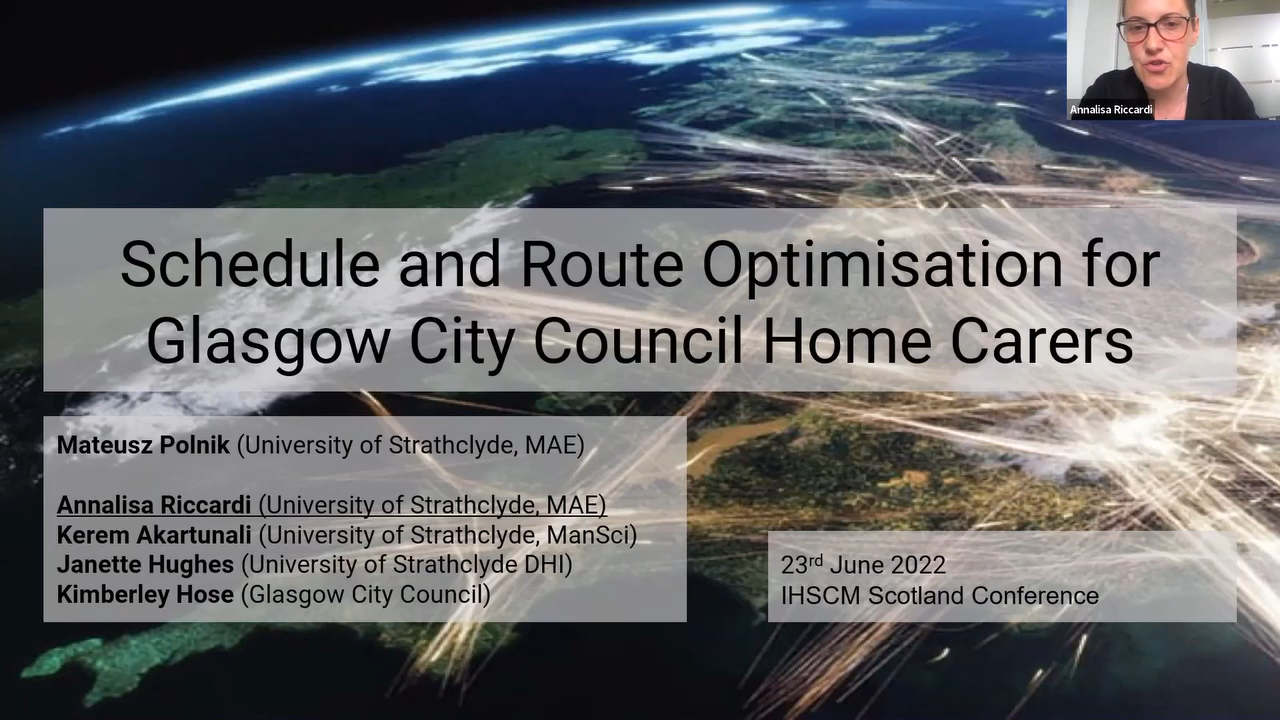 Annalisa Riccardi
Schedule and Route Optimisation for
Glasgow City Council Home Carers
Mateusz Polnik (University of Strathclyde, MAE)
Annalisa Riccardi (University of Strathclyde, MAE)
Kerem Akartunali (University of Strathclyde, ManSci)
Janette Hughes (University of Strathclyde DHI)
Kimberley Hose (Glasgow City Council)
23rd June 2022
IHSCM Scotland Conference